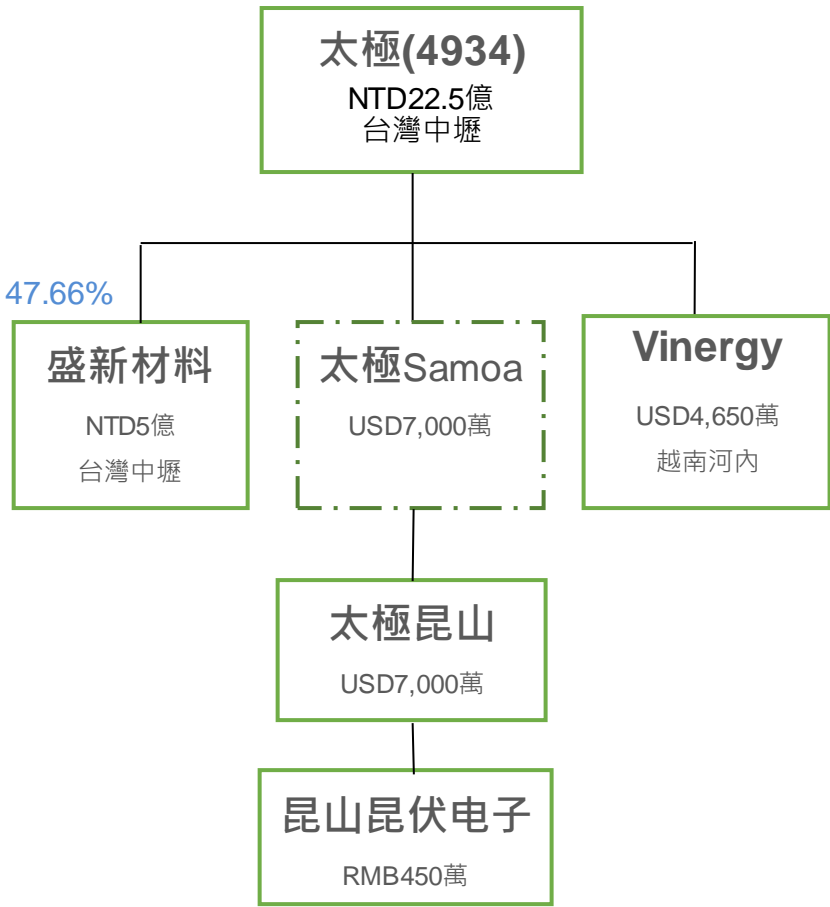 太極(4934)
NTD22.5億
台灣中壢
47.66%
盛新材料
NTD5億
台灣中壢
太極Samoa
USD7,000萬
Vinergy
USD4,650萬
越南河內
太極昆山
USD7,000萬
昆山昆伏电子
RMB450萬